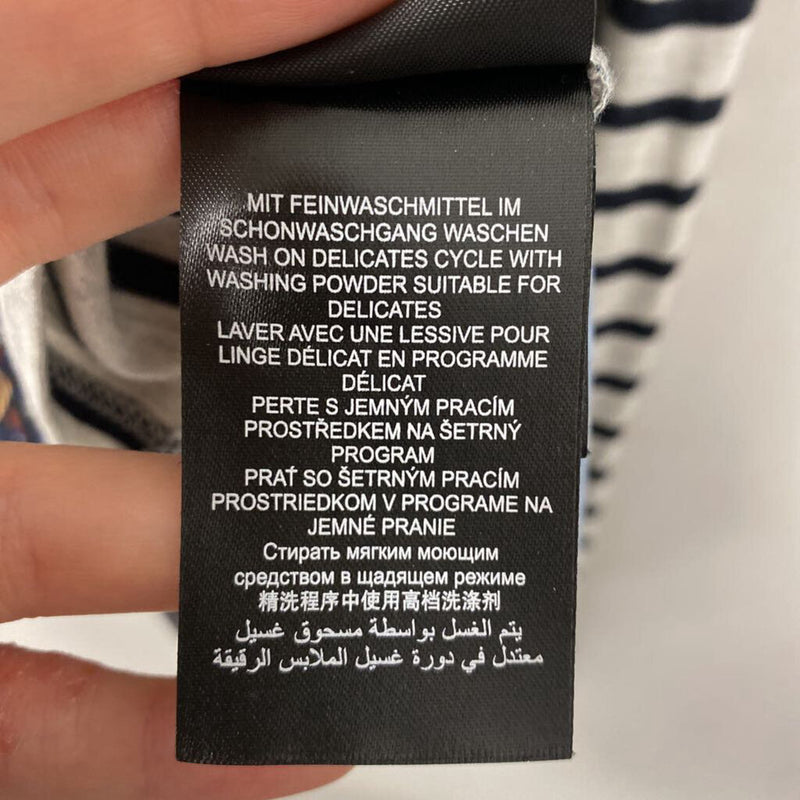 MIT FEINWASCHMITTEL IM
SCHONWASCHGANG WASCHEN
WASH ON DELICATES CYCLE WITH
WASHING POWDER SUITABLE FOR
DELICATES
LAVER AVEC UNE LESSIVE POUR
LINGE DÉLICAT EN PROGRAMME
DÉLICAT
PERTE S JEMNÝM PRACÍM
PROSTŘEDKEM NA ŠETRNÝ
PROGRAM
PRAŤ SO ŠETRNÝM PRACÍM
PROSTRIEDKOM V PROGRAME NA
JEMNÉ PRANIE
Стирать мягким моющим
средством в щадящем режиме
精洗程序中使用高档洗涤剂
يتم الغسل بواسطة مسحوق غسيل
معتدل في دورة غسيل الملابس الرقيقة